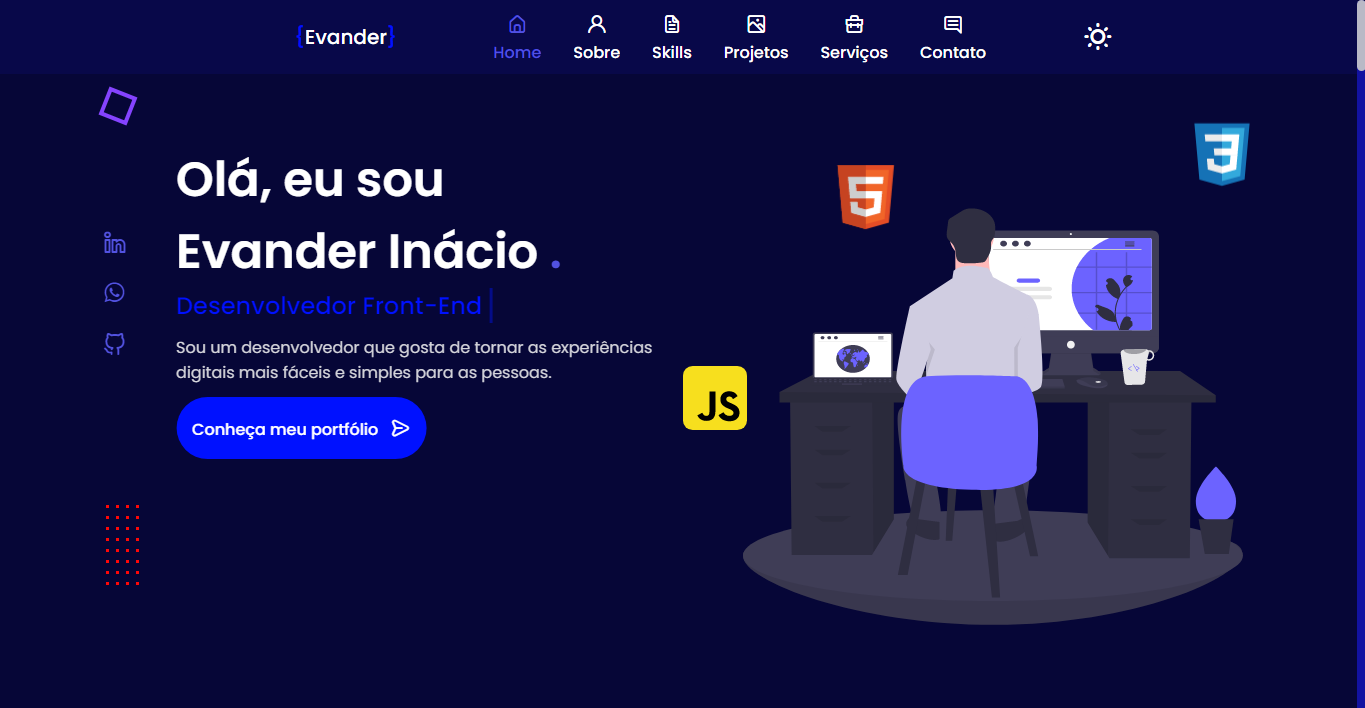 {Evander}
Home Sobre Skills Projetos Serviços Contato
Olá, eu sou
Evander Inácio .
Desenvolvedor Front-End |
Sou um desenvolvedor que gosta de tornar as experiências
digitais mais fáceis e simples para as pessoas.
Conheça meu portfólio
5
3
JS